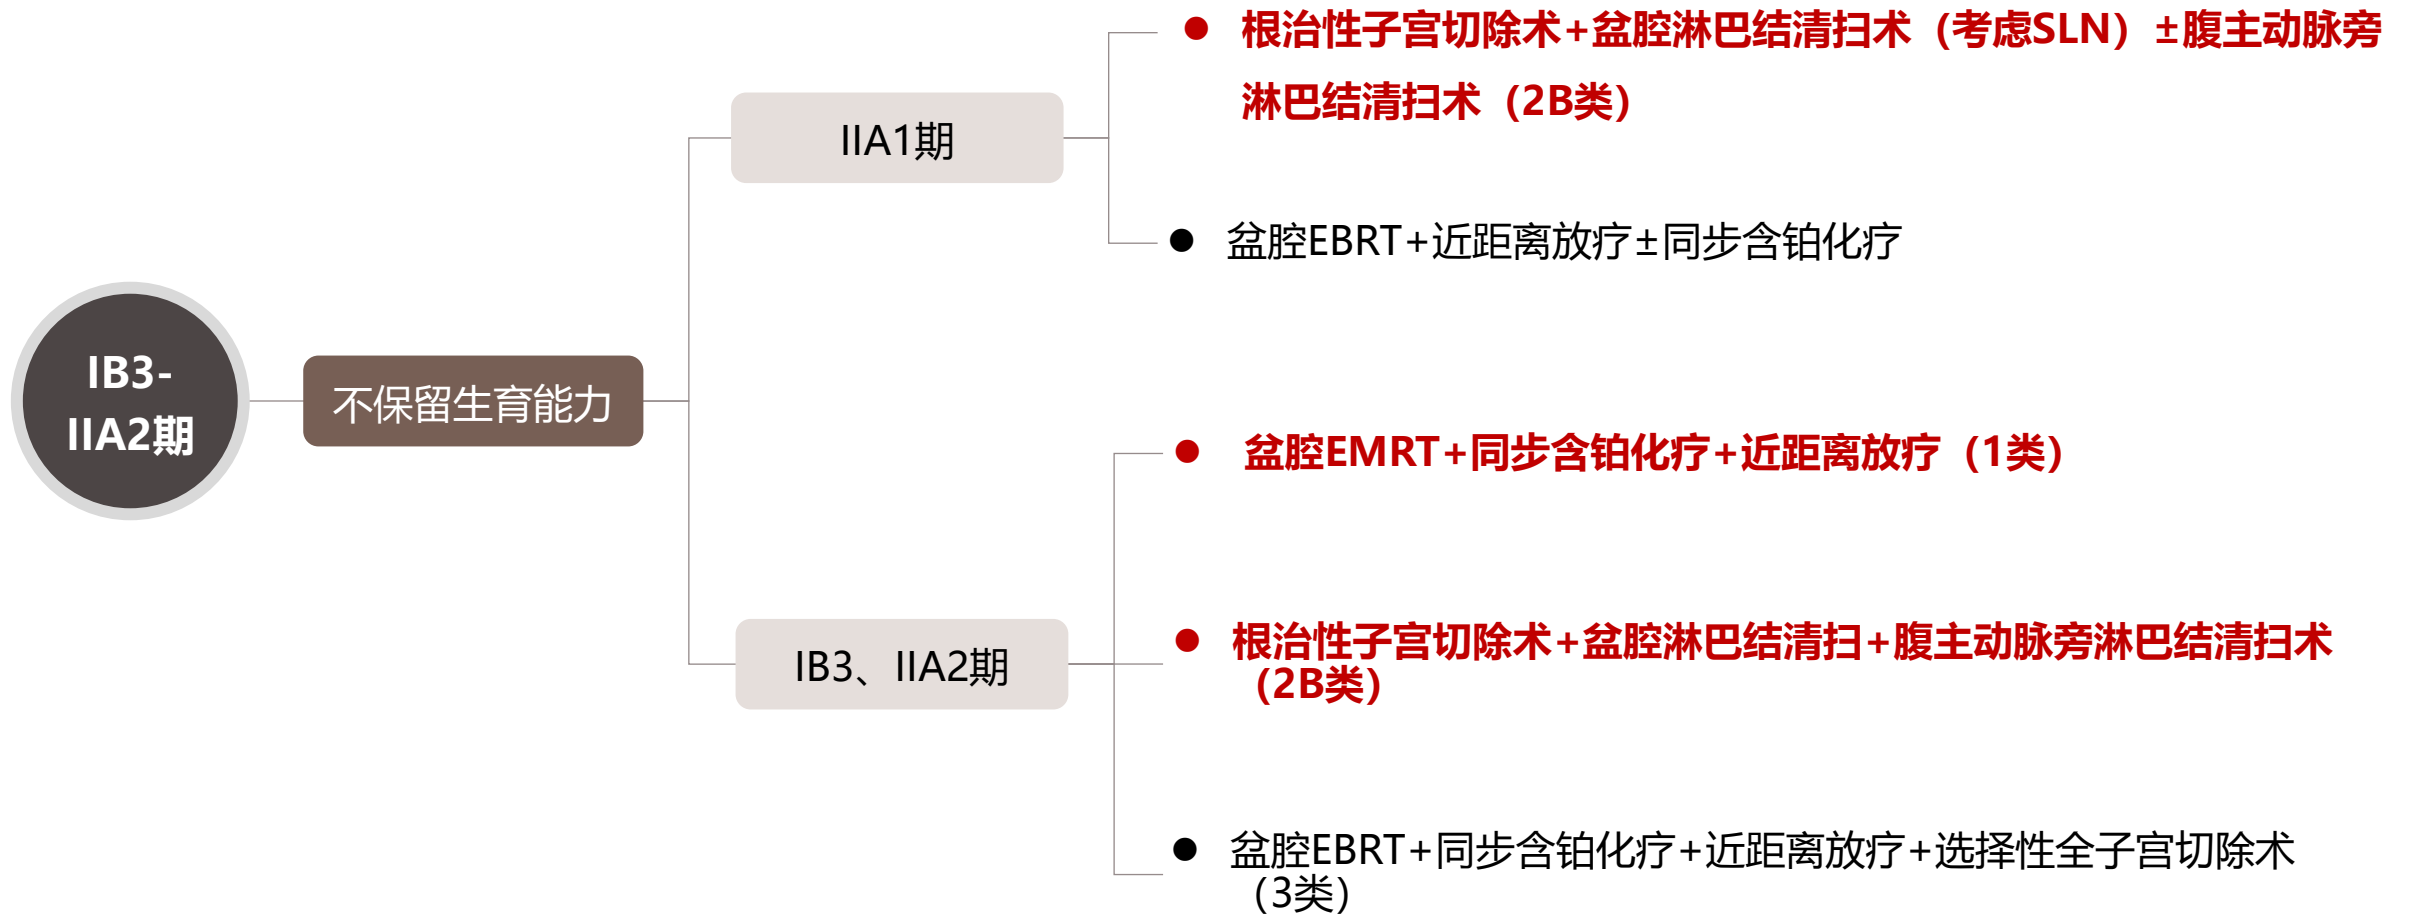 IB3-
IIA2期
不保留生育能力
IIA1期
根治性子宫切除术+盆腔淋巴结清扫术（考虑SLN）±腹主动脉旁
淋巴结清扫术（2B类）
盆腔EBRT+近距离放疗±同步含铂化疗
IB3、IIA2期
盆腔EMRT+同步含铂化疗+近距离放疗（1类）
根治性子宫切除术+盆腔淋巴结清扫+腹主动脉旁淋巴结清扫术
（2B类）
盆腔EBRT+同步含铂化疗+近距离放疗+选择性全子宫切除术
（3类）